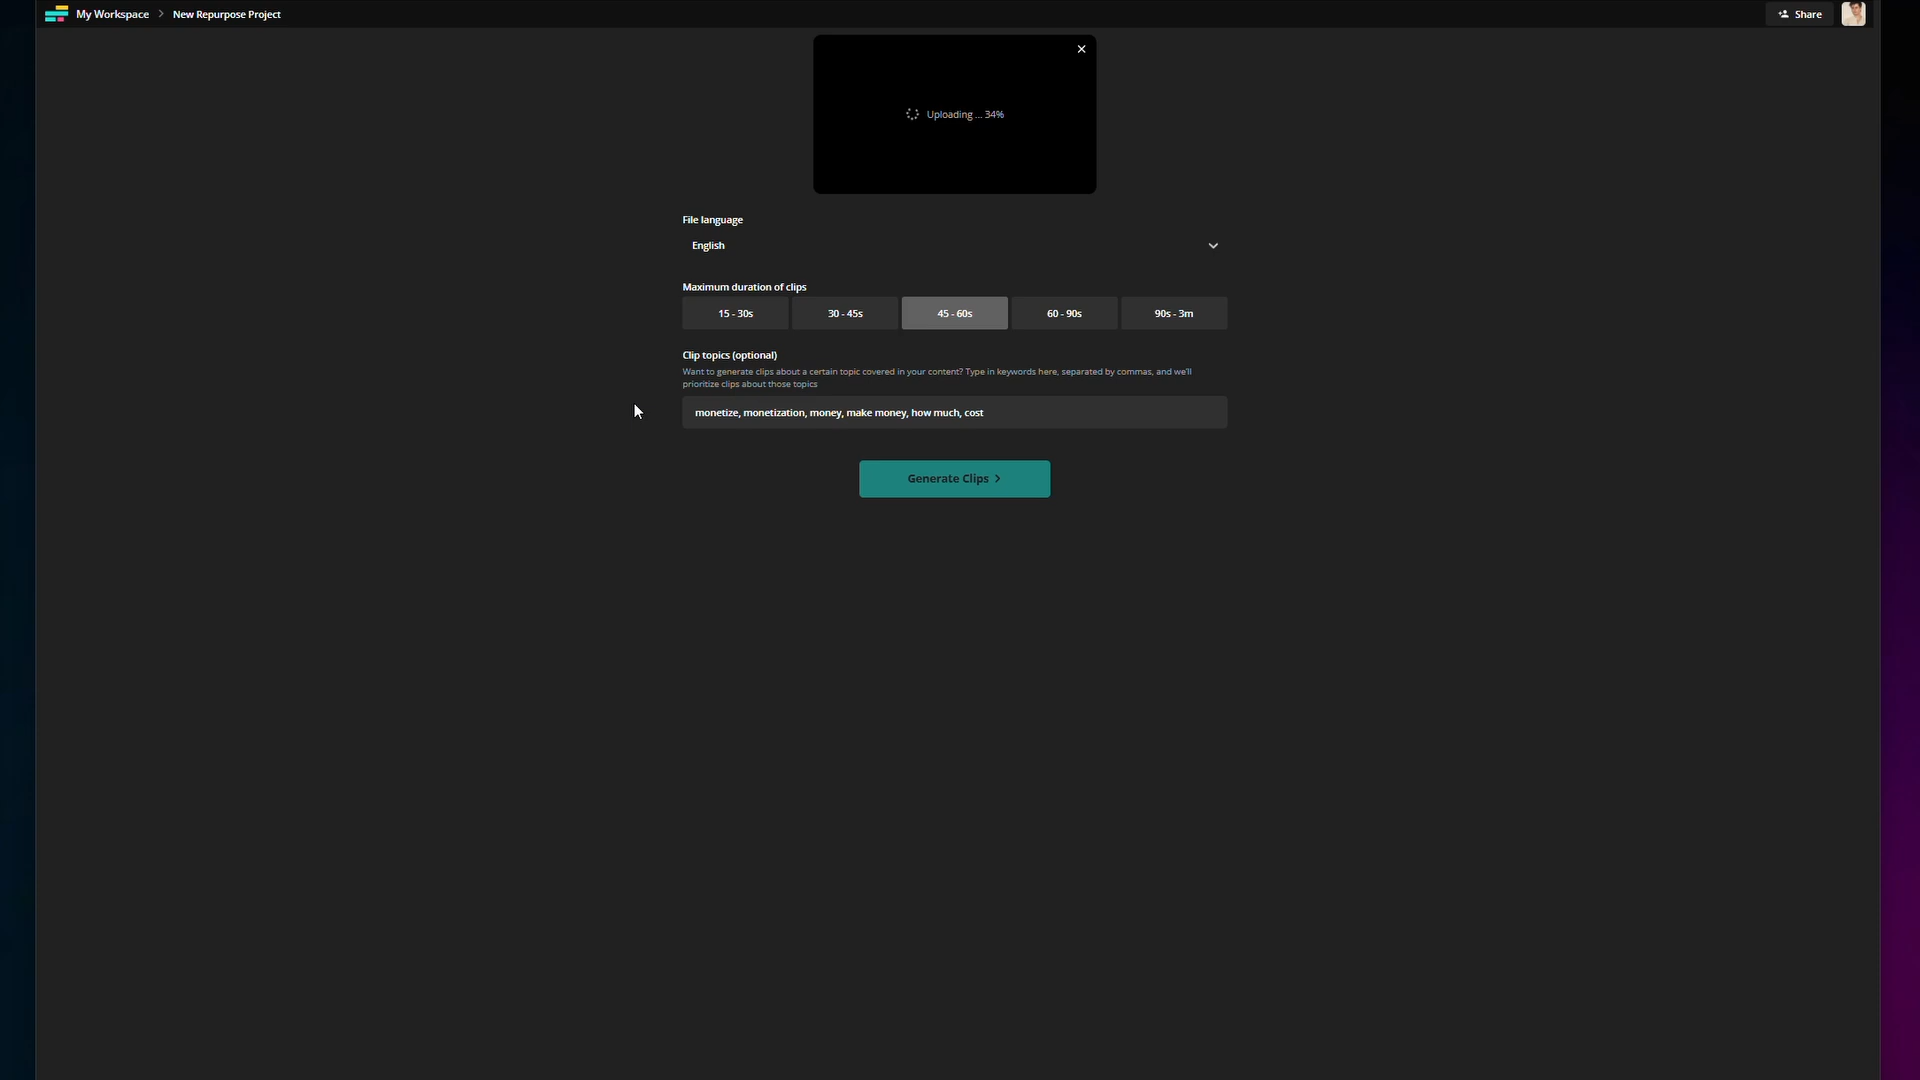 My Workspace > New Repurpose Project
Share
Uploading ... 34%
File language
English
Maximum duration of clips
15 - 30s
30 - 45s
45 - 60s
60 - 90s
90s - 3m
Clip topics (optional)
Want to generate clips about a certain topic covered in your content? Type in keywords here, separated by commas, and we'll
prioritize clips about those topics
monetize, monetization, money, make money, how much, cost
Generate Clips >